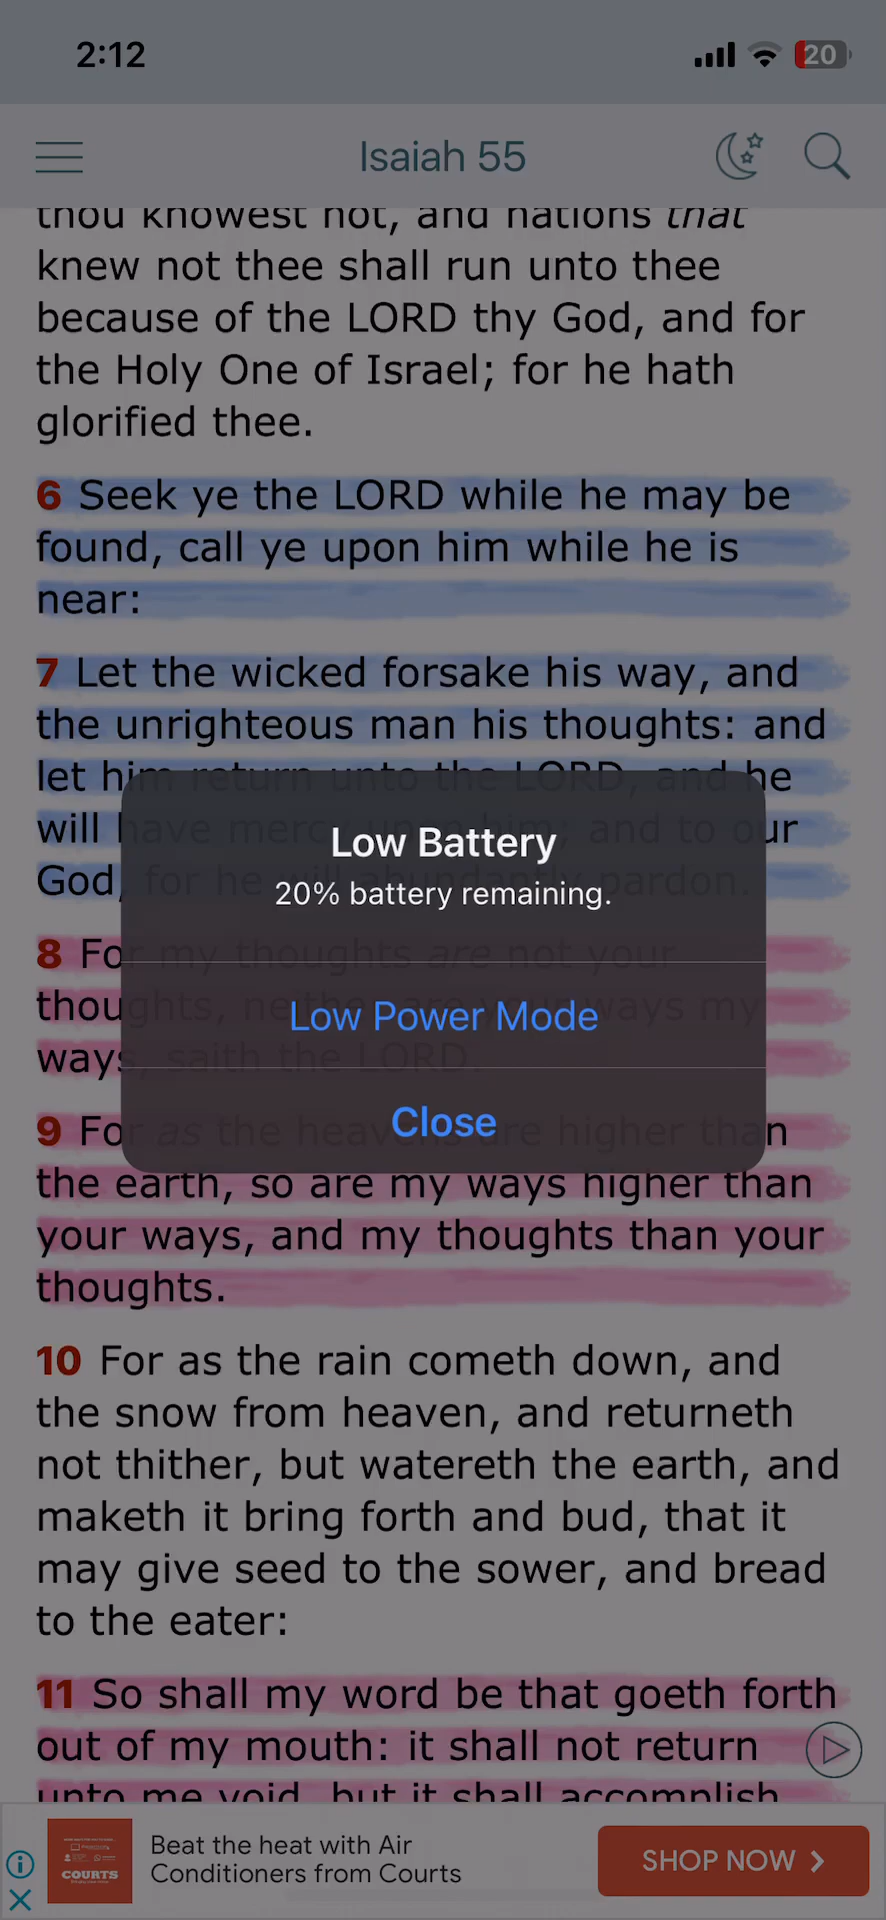 2:12
20
Isaiah 55
thou knowest not, and nations that
knew not thee shall run unto thee
because of the LORD thy God, and for
the Holy One of Israel; for he hath
glorified thee.
6 Seek ye the LORD while he may be
found, call ye upon him while he is
near:
7 Let the wicked forsake his way, and
the unrighteous man his thoughts: and
let him return unto the LORD, and he
will have mercy upon him; and to our
God, for he will abundantly pardon.
Low Battery
20% battery remaining.
8 For my thoughts are not your
thoughts, neither are your ways my
Low Power Mode
ways, saith the LORD.
Close
9 For as the heavens are higher than
the earth, so are my ways higher than
your ways, and my thoughts than your
thoughts.
10 For as the rain cometh down, and
the snow from heaven, and returneth
not thither, but watereth the earth, and
maketh it bring forth and bud, that it
may give seed to the sower, and bread
to the eater:
11 So shall my word be that goeth forth
out of my mouth: it shall not return
unto me void, but it shall accomplish
COURTS
Beat the heat with Air
Conditioners from Courts
SHOP NOW